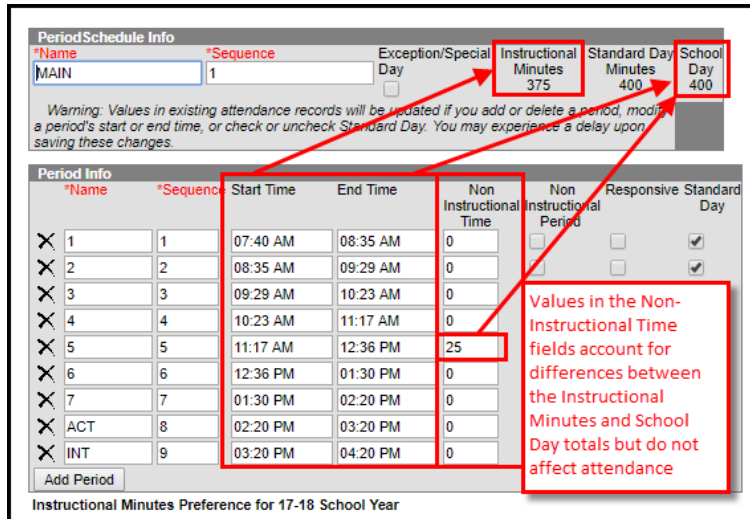 PeriodSchedule Info
*Name *Sequence Exception/Special Day Instructional Minutes 375 Standard Day Minutes 400 School Day 400
MAIN 1
Warning: Values in existing attendance records will be updated if you add or delete a period, modify
a period's start or end time, or check or uncheck Standard Day. You may experience a delay upon
saving these changes.
Period Info
*Name *Sequence Start Time End Time Non Instructional Time Non Instructional Period Responsive Standard Day
1 1 07:40 AM 08:35 AM 0
2 2 08:35 AM 09:29 AM 0
3 3 09:29 AM 10:23 AM 0
4 4 10:23 AM 11:17 AM 0
5 5 11:17 AM 12:36 PM 25
6 6 12:36 PM 01:30 PM 0
7 7 01:30 PM 02:20 PM 0
ACT 8 02:20 PM 03:20 PM 0
INT 9 03:20 PM 04:20 PM 0
Values in the Non-
Instructional Time
fields account for
differences between
the Instructional
Minutes and School
Day totals but do not
affect attendance
Add Period
Instructional Minutes Preference for 17-18 School Year